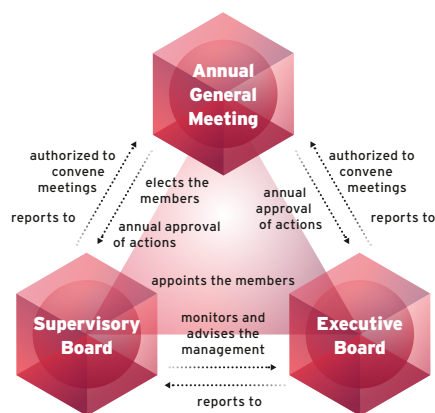 Annual
General
Meeting
authorized to
convene
meetings
reports to
elects the
members
annual approval
of actions
annual
approval
of actions
authorized to
convene
meetings
reports to
appoints the members
Supervisory
Board
monitors and
advises the
management
Executive
Board
reports to